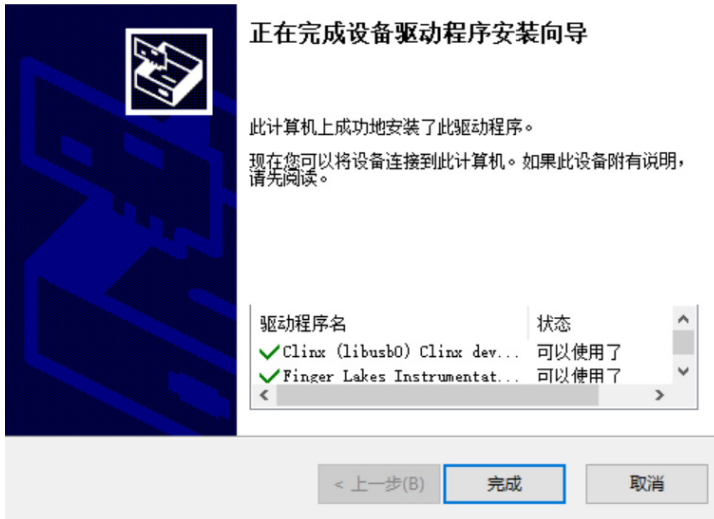 正在完成设备驱动程序安装向导
此计算机上成功地安装了此驱动程序。
现在您可以将设备连接到此计算机。如果此设备附有说明，
请先阅读。
驱动程序名 状态
Clinx (libusb0) Clinx dev... 可以使用了
Finger Lakes Instrumentat... 可以使用了
< 上一步(B) 完成 取消